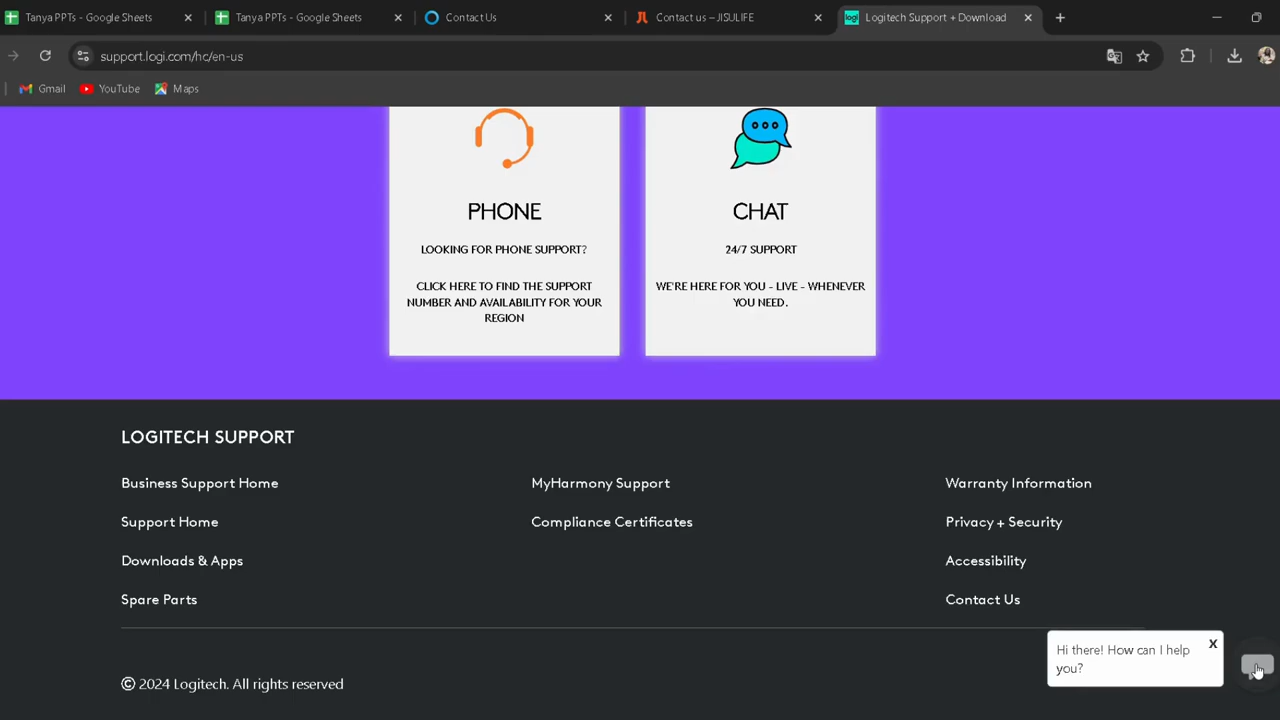 Tanya PPTs - Google Sheets
Tanya PPTs - Google Sheets
Contact Us
Contact us – JISULIFE
logi
Logitech Support + Download
support.logi.com/hc/en-us
Gmail
YouTube
Maps
PHONE
LOOKING FOR PHONE SUPPORT?
CLICK HERE TO FIND THE SUPPORT
NUMBER AND AVAILABILITY FOR YOUR
REGION
CHAT
24/7 SUPPORT
WE'RE HERE FOR YOU - LIVE - WHENEVER
YOU NEED.
LOGITECH SUPPORT
Business Support Home
Support Home
Downloads & Apps
Spare Parts
MyHarmony Support
Compliance Certificates
Warranty Information
Privacy + Security
Accessibility
Contact Us
Hi there! How can I help
you?
X
© 2024 Logitech. All rights reserved